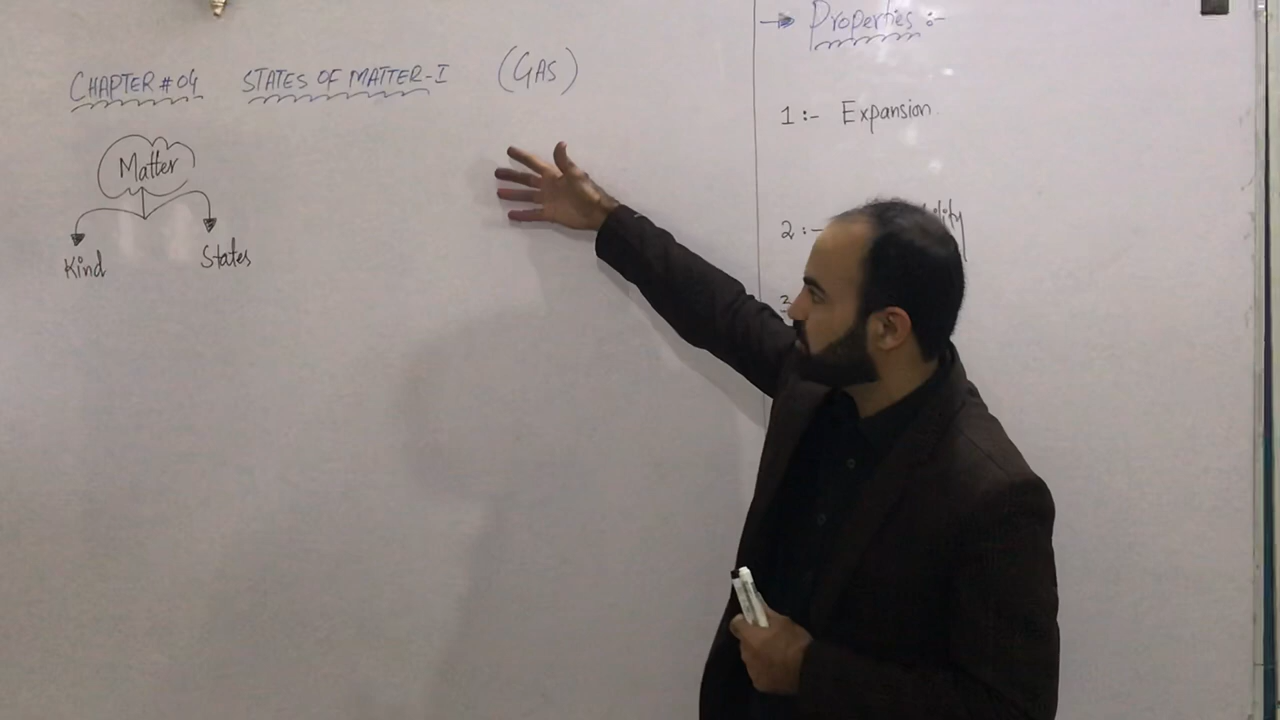 CHAPTER # 04 STATES OF MATTER-I (GAS)
Matter
Kind States
Properties :-
1 :- Expansion.
2 :-
3